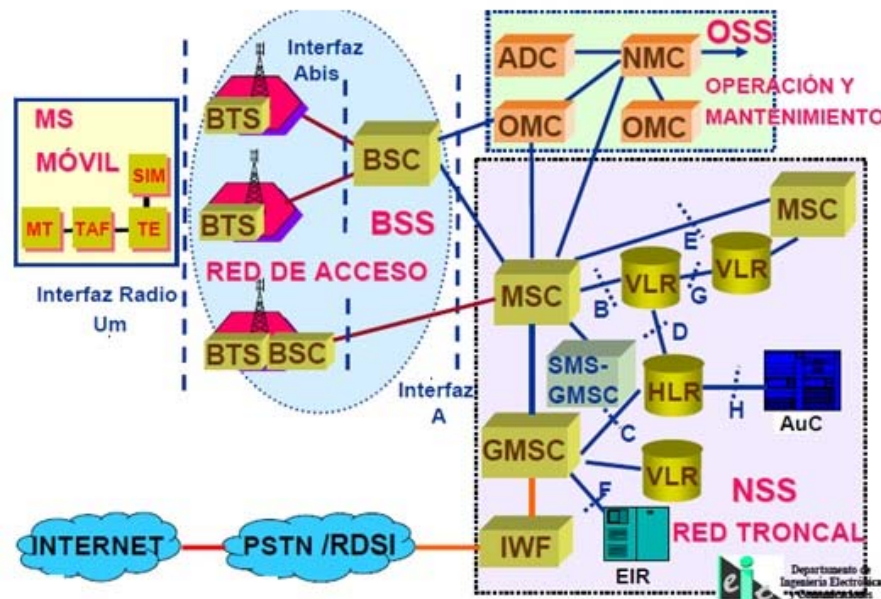 MS
MÓVIL
SIM
MT
TAF
TE
Interfaz Radio
Um
Interfaz
Abis
BTS
BTS
BSC
BSS
RED DE ACCESO
BTS
BSC
Interfaz
A
ADC
NMC
OSS
OPERACIÓN Y
MANTENIMIENTO
OMC
OMC
MSC
E
MSC
B
VLR
G
VLR
D
SMS-
GMSC
HLR
H
AuC
C
GMSC
VLR
F
NSS
RED TRONCAL
IWF
EIR
INTERNET
PSTN /RDSI
Departamento de
Ingeniería Electrónica
y Comunicaciones